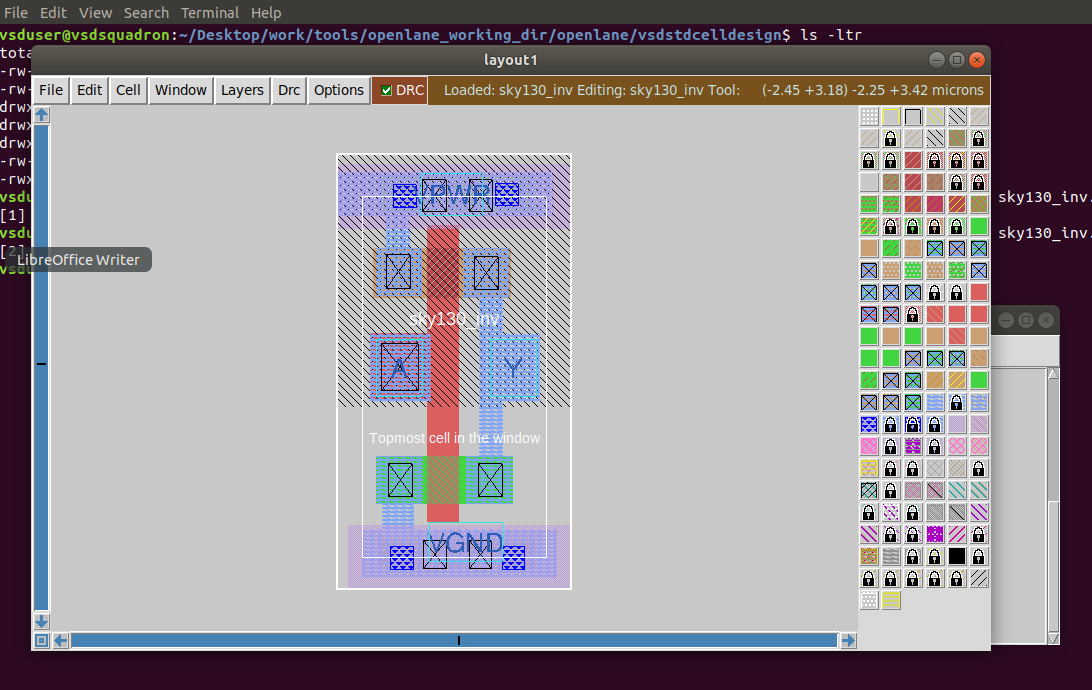 File Edit View Search Terminal Help
vsduser@vsdsquadron:~/Desktop/work/tools/openlane_working_dir/openlane/vsdstdcelldesign$ ls -ltr
tota
layout1
-rw-
File Edit Cell Window Layers Drc Options DRC Loaded: sky130_inv Editing: sky130_inv Tool: (-2.45 +3.18) -2.25 +3.42 microns
-rw-
drwx
drwx
drwx
-rw-
-rwx
vsdu
sky130_inv.
[1]
vsdu
sky130_inv.
[2]
LibreOffice Writer
vsdu
VPWR
sky130_inv
A
Y
Topmost cell in the window
VGND